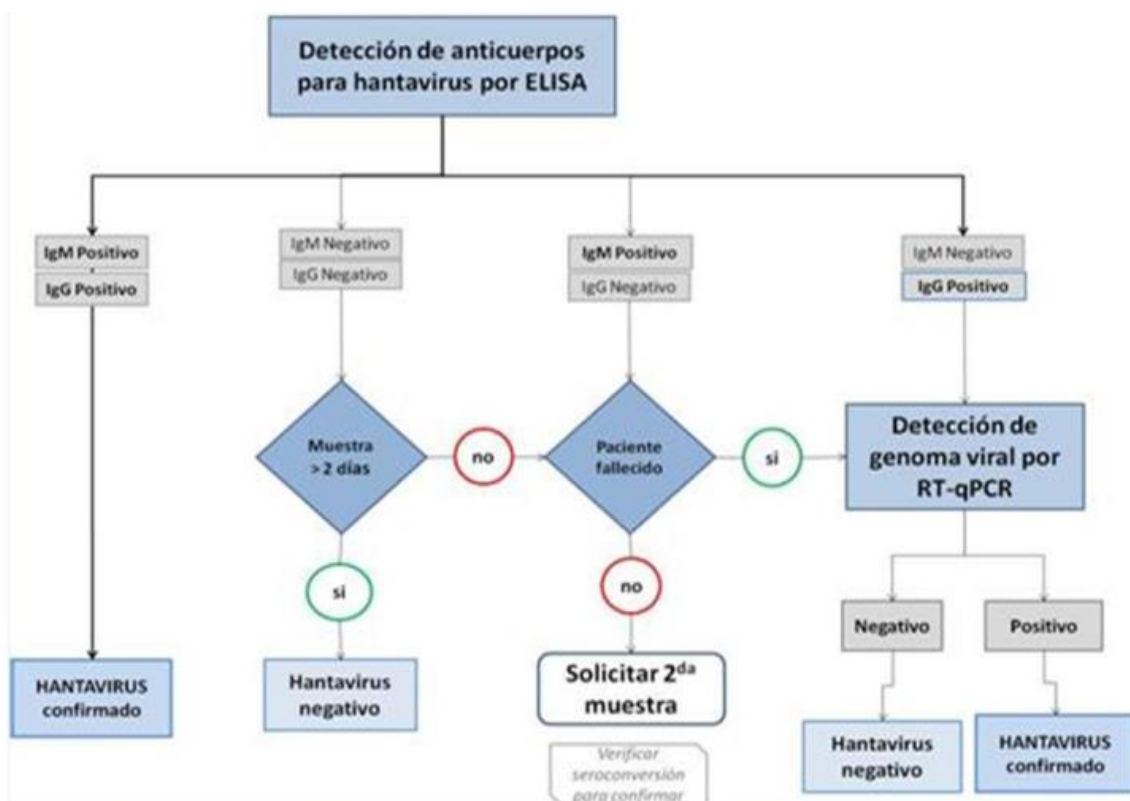 Detección de anticuerpos
para hantavirus por ELISA
IgM Positivo
IgG Positivo
IgM Negativo
IgG Negativo
IgM Positivo
IgG Negativo
IgM Negativo
IgG Positivo
Muestra
> 2 días
no
Paciente
fallecido
si
Detección de
genoma viral por
RT-qPCR
si
no
Negativo
Positivo
HANTAVIRUS
confirmado
Hantavirus
negativo
Solicitar 2da
muestra
Hantavirus
negativo
HANTAVIRUS
confirmado
Verificar
seroconversión
para confirmar